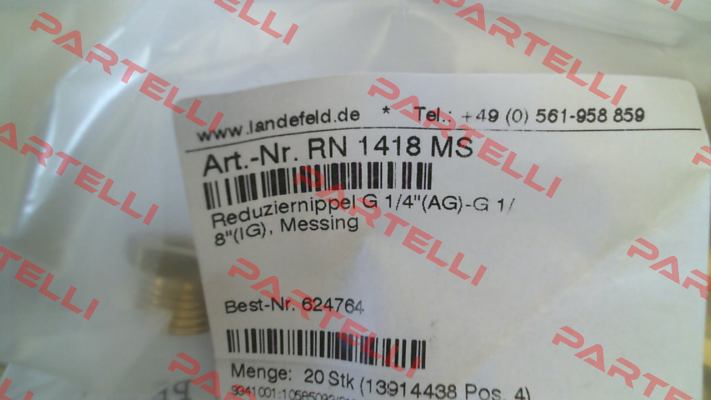 www.landefeld.de * Tel.: +49 (0) 561-958 859
Art.-Nr. RN 1418 MS
Reduziernippel G 1/4"(AG)-G 1/
8"(IG), Messing
Best-Nr. 624764
Menge: 20 Stk (13914438 Pos. 4)
PARTELLI
PARTELLI
PARTELLI
PARTELLI
PARTELLI
PARTELLI
PARTELLI
PARTELLI